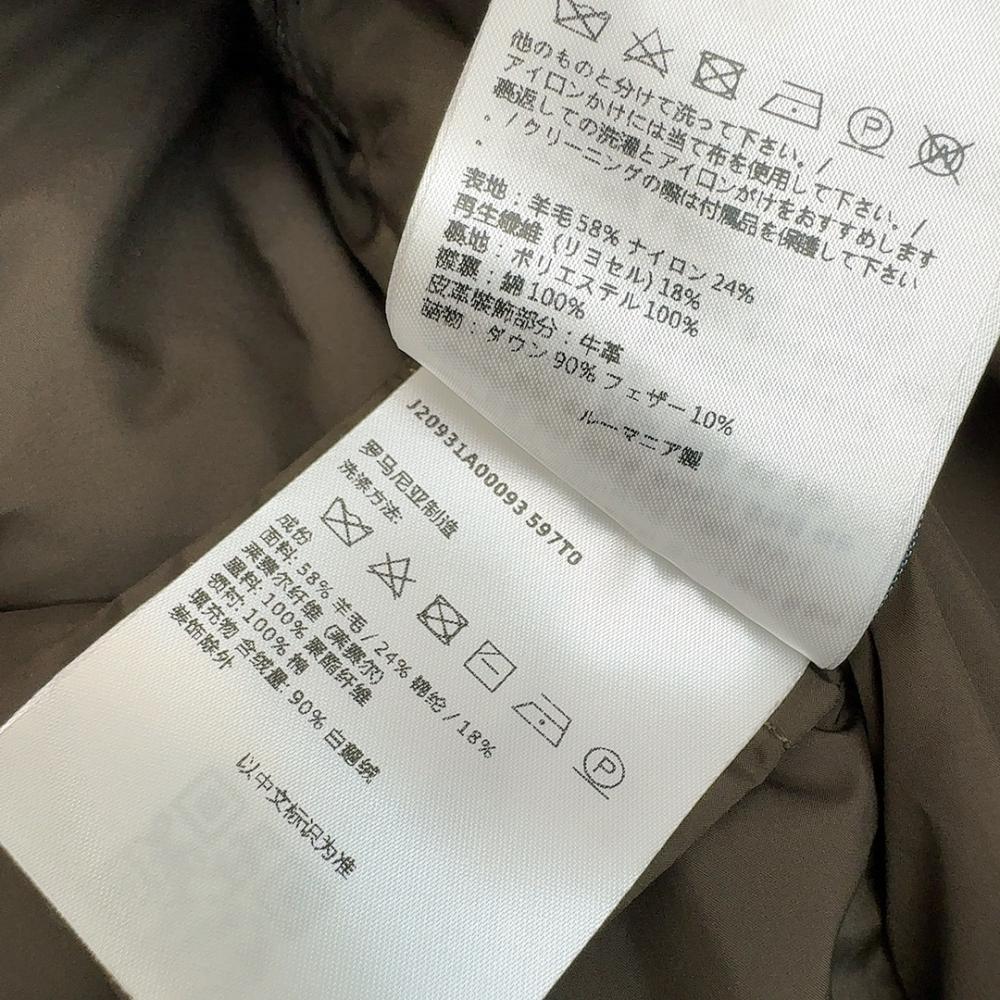 他のものと分けて洗って下さい。/
アイロンかけには当て布を使用して下さい。/
裏返しての洗濯とアイロンがけをおすすめします
。/クリーニングの際は付属品を保護して下さい
。
表地:羊毛58% ナイロン 24%
再生繊維 (リヨセル) 18%
裏地:ポリエステル 100%
襟裏:綿100%
皮革装飾部分:牛革
詰物:ダウン 90% フェザー 10%
ルーマニア製
J20931A00093 597T0
罗马尼亚制造
洗涤方法:
成份
面料: 58% 羊毛 / 24% 锦纶 / 18%
莱赛尔纤维 (莱赛尔)
里料: 100% 聚酯纤维
领衬: 100% 棉
填充物 含绒量: 90% 白鹅绒
装饰除外
以中文标识为准
P
W
P